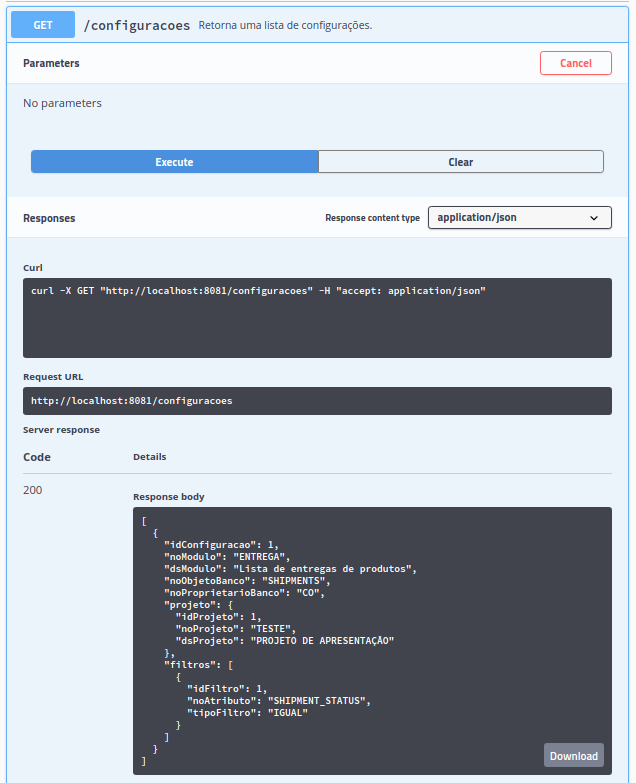 GET /configuracoes Retorna uma lista de configurações.
Parameters Cancel
No parameters
Execute Clear
Responses Response content type application/json
Curl
curl -X GET "http://localhost:8081/configuracoes" -H "accept: application/json"
Request URL
http://localhost:8081/configuracoes
Server response
Code Details
200
Response body
[
  {
    "idConfiguracao": 1,
    "noModulo": "ENTREGA",
    "dsModulo": "Lista de entregas de produtos",
    "noObjetoBanco": "SHIPMENTS",
    "noProprietarioBanco": "CO",
    "projeto": {
      "idProjeto": 1,
      "noProjeto": "TESTE",
      "dsProjeto": "PROJETO DE APRESENTAÇÃO"
    },
    "filtros": [
      {
        "idFiltro": 1,
        "noAtributo": "SHIPMENT_STATUS",
        "tipoFiltro": "IGUAL"
      }
    ]
  }
]
Download